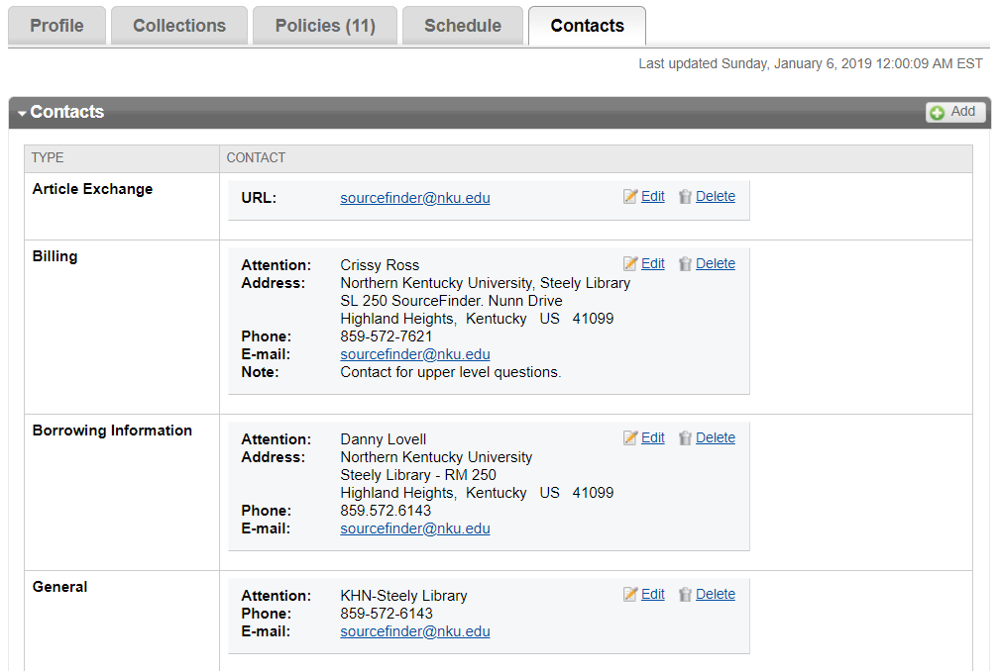 Profile Collections Policies (11) Schedule Contacts
Last updated Sunday, January 6, 2019 12:00:09 AM EST
Contacts Add
TYPE CONTACT
Article Exchange URL: sourcefinder@nku.edu Edit Delete
Billing Attention: Crissy Ross Edit Delete
Address: Northern Kentucky University, Steely Library
SL 250 SourceFinder. Nunn Drive
Highland Heights, Kentucky US 41099
Phone: 859-572-7621
E-mail: sourcefinder@nku.edu
Note: Contact for upper level questions.
Borrowing Information Attention: Danny Lovell Edit Delete
Address: Northern Kentucky University
Steely Library - RM 250
Highland Heights, Kentucky US 41099
Phone: 859.572.6143
E-mail: sourcefinder@nku.edu
General Attention: KHN-Steely Library Edit Delete
Phone: 859-572-6143
E-mail: sourcefinder@nku.edu